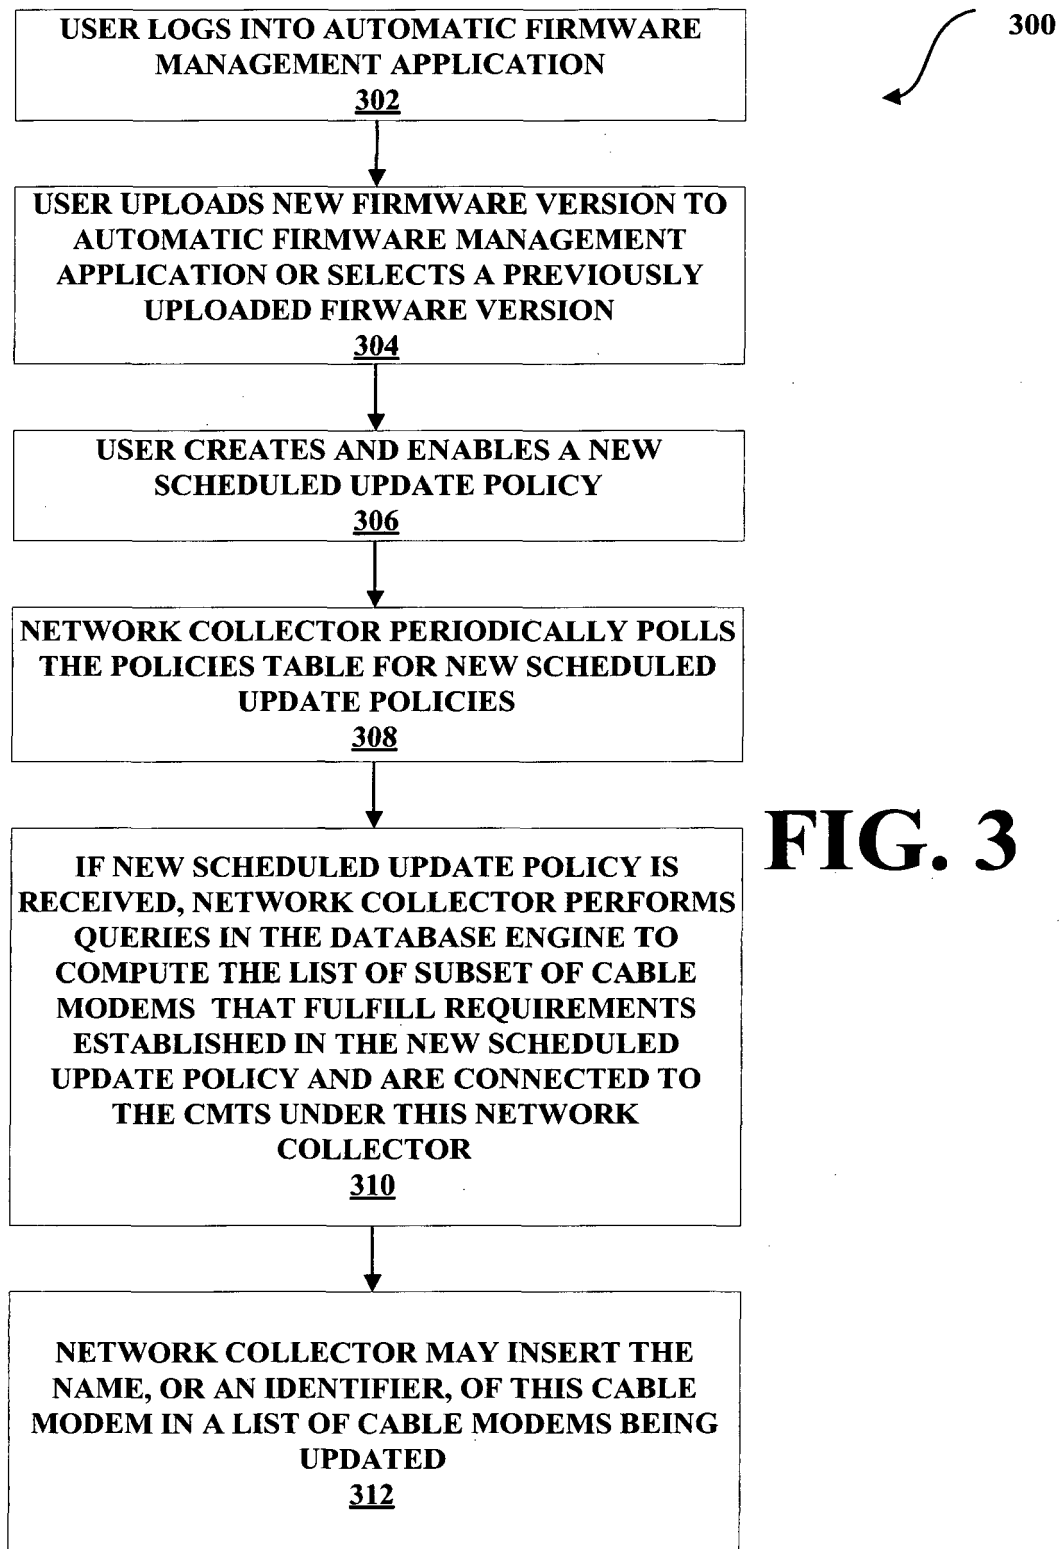 USER LOGS INTO AUTOMATIC FIRMWARE
MANAGEMENT APPLICATION
302
300
USER UPLOADS NEW FIRMWARE VERSION TO
AUTOMATIC FIRMWARE MANAGEMENT
APPLICATION OR SELECTS A PREVIOUSLY
UPLOADED FIRWARE VERSION
304
USER CREATES AND ENABLES A NEW
SCHEDULED UPDATE POLICY
306
NETWORK COLLECTOR PERIODICALLY POLLS
THE POLICIES TABLE FOR NEW SCHEDULED
UPDATE POLICIES
308
FIG. 3
IF NEW SCHEDULED UPDATE POLICY IS
RECEIVED, NETWORK COLLECTOR PERFORMS
QUERIES IN THE DATABASE ENGINE TO
COMPUTE THE LIST OF SUBSET OF CABLE
MODEMS THAT FULFILL REQUIREMENTS
ESTABLISHED IN THE NEW SCHEDULED
UPDATE POLICY AND ARE CONNECTED TO
THE CMTS UNDER THIS NETWORK
COLLECTOR
310
NETWORK COLLECTOR MAY INSERT THE
NAME, OR AN IDENTIFIER, OF THIS CABLE
MODEM IN A LIST OF CABLE MODEMS BEING
UPDATED
312